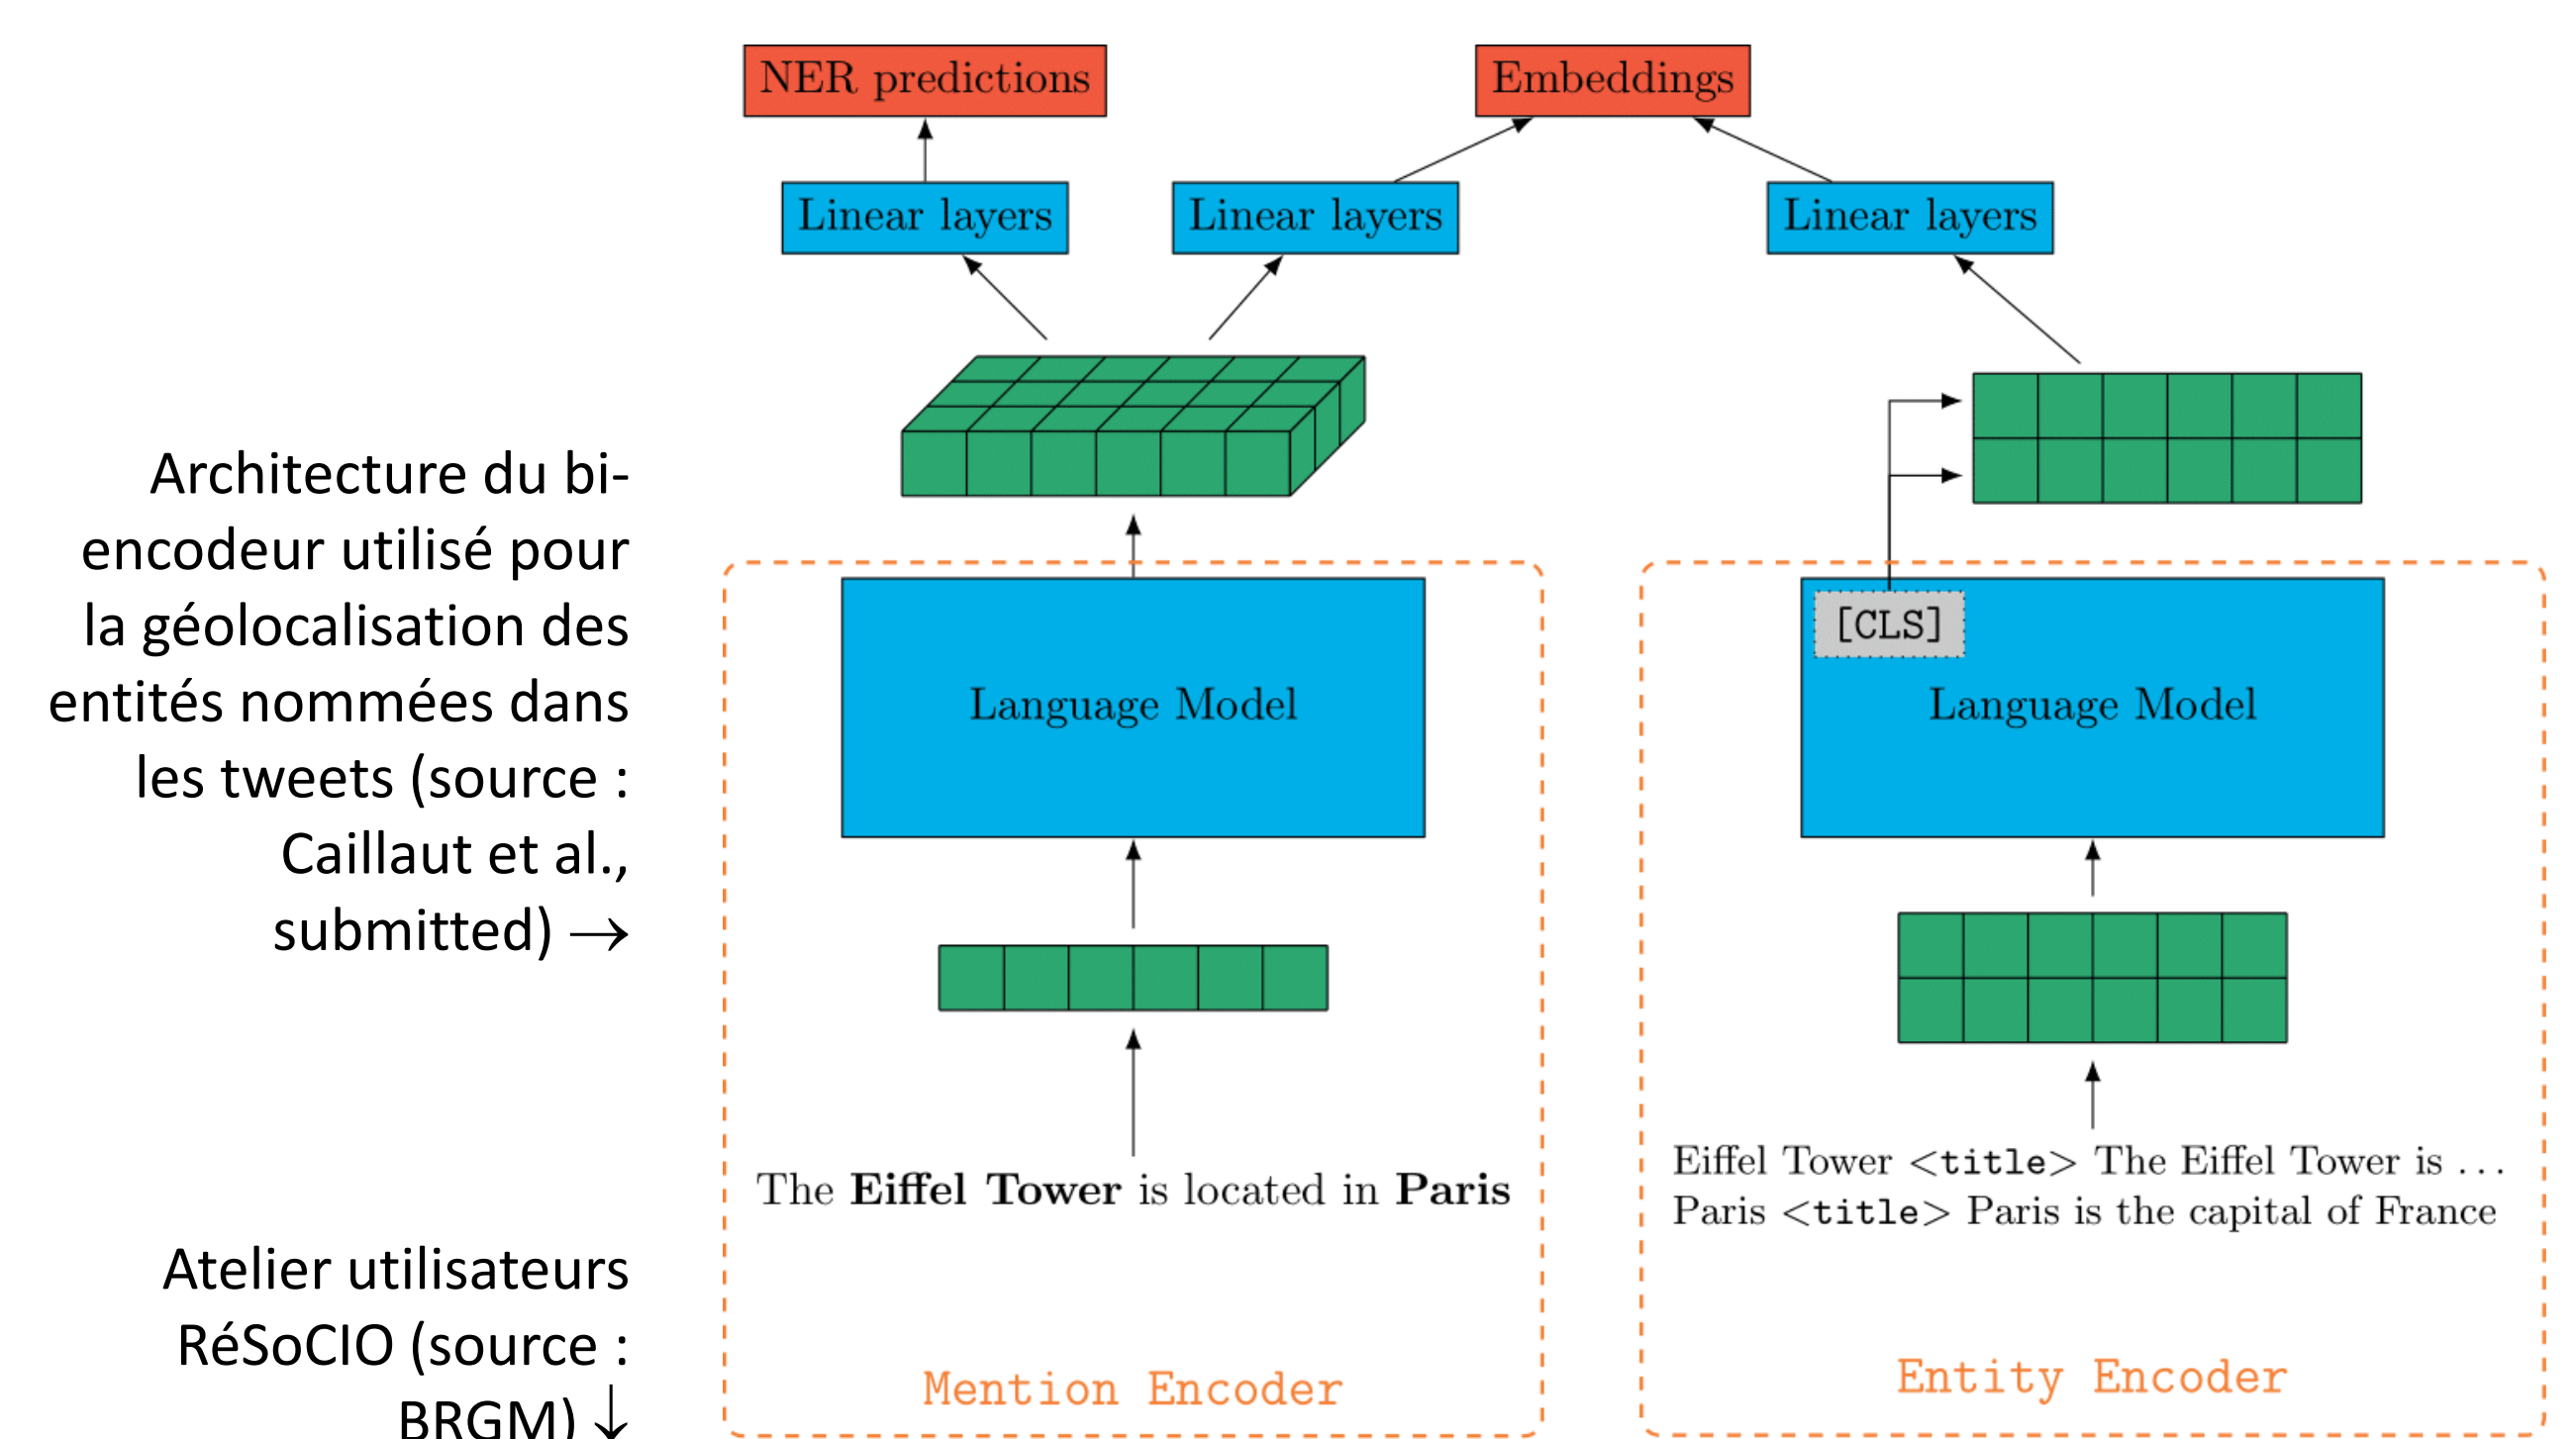 NER predictions
Embeddings
Linear layers
Linear layers
Linear layers
Architecture du bi-
encodeur utilisé pour
la géolocalisation des
entités nommées dans
les tweets (source :
Caillaut et al.,
submitted) →
[CLS]
Language Model
Language Model
The Eiffel Tower is located in Paris
Eiffel Tower <title> The Eiffel Tower is ...
Paris <title> Paris is the capital of France
Atelier utilisateurs
RéSoCIO (source :
BRGM) ↓
Mention Encoder
Entity Encoder